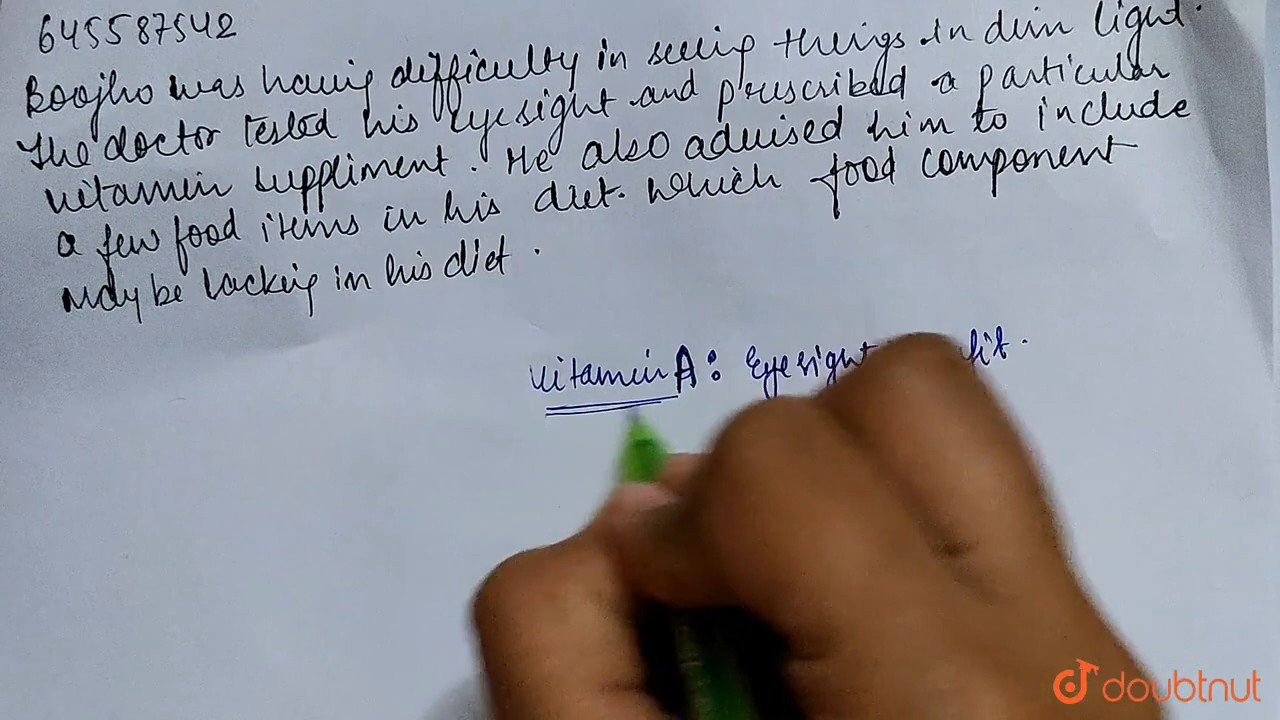 645587542
Boojho was having difficulty in seeing things in dim light.
The doctor tested his eyesight and prescribed a particular
vitamin suppliment. He also advised him to include
a few food items in his diet. which food component
may be lacking in his diet.
vitamin A: Eyesight
doubtnut